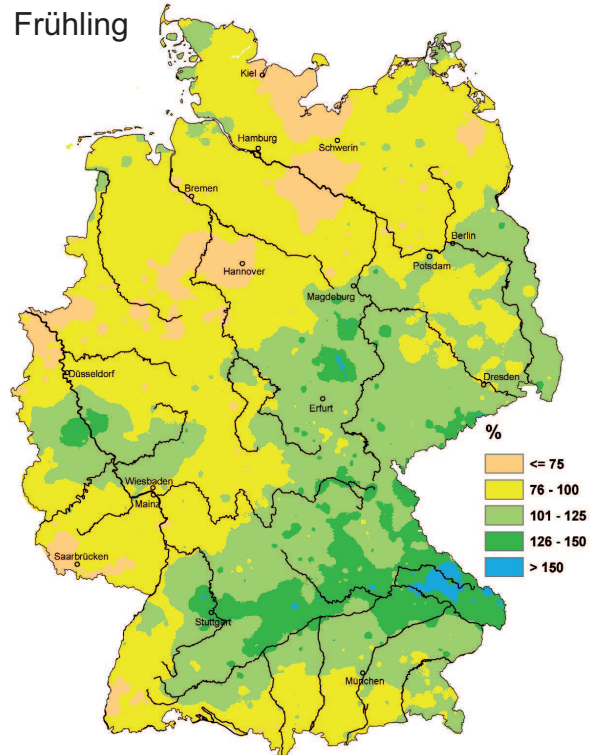 Frühling
Kiel
Hamburg
Schwerin
Bremen
Berlin
Hannover
Potsdam
Magdeburg
Düsseldorf
Dresden
Erfurt
%
<= 75
76 - 100
101 - 125
126 - 150
> 150
Wiesbaden
Mainz
Saarbrücken
Stuttgart
München